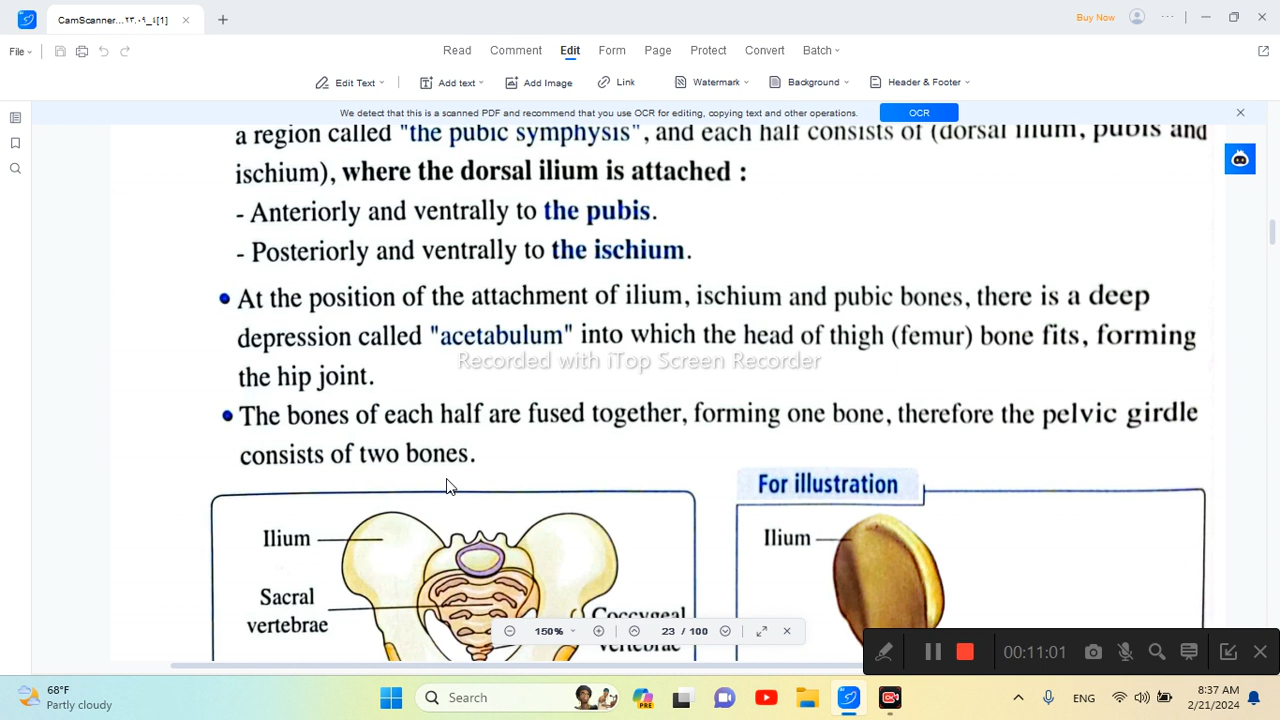 CamScanner...٢٣.٠٩_٤[1]
Buy Now
File
Read Comment Edit Form Page Protect Convert Batch
Edit Text Add text Add Image Link Watermark Background Header & Footer
We detect that this is a scanned PDF and recommend that you use OCR for editing, copying text and other operations. OCR
a region called "the pubic symphysis", and each half consists of (dorsal ilium, pubis and
ischium), where the dorsal ilium is attached :
- Anteriorly and ventrally to the pubis.
- Posteriorly and ventrally to the ischium.
• At the position of the attachment of ilium, ischium and pubic bones, there is a deep
depression called "acetabulum" into which the head of thigh (femur) bone fits, forming
Recorded with iTop Screen Recorder
the hip joint.
• The bones of each half are fused together, forming one bone, therefore the pelvic girdle
consists of two bones.
For illustration
Ilium
Ilium
Sacral
vertebrae
Coccygeal
vertebrae
150% 23 / 100
00:11:01
68°F
Partly cloudy
Search
PRE
ENG
8:37 AM
2/21/2024